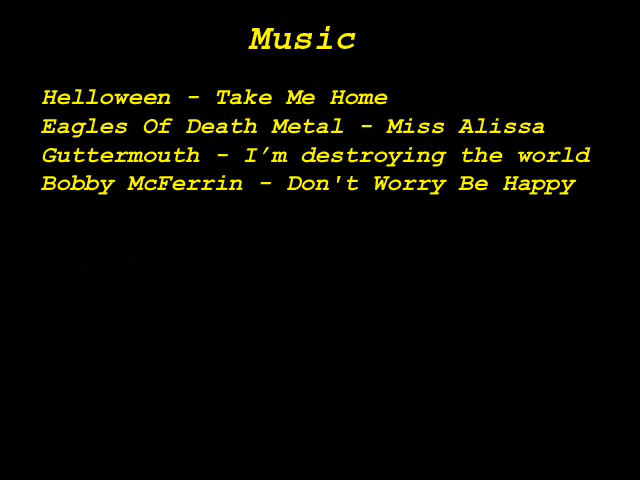 Music
Helloween - Take Me Home
Eagles Of Death Metal - Miss Alissa
Guttermouth - I’m destroying the world
Bobby McFerrin - Don't Worry Be Happy